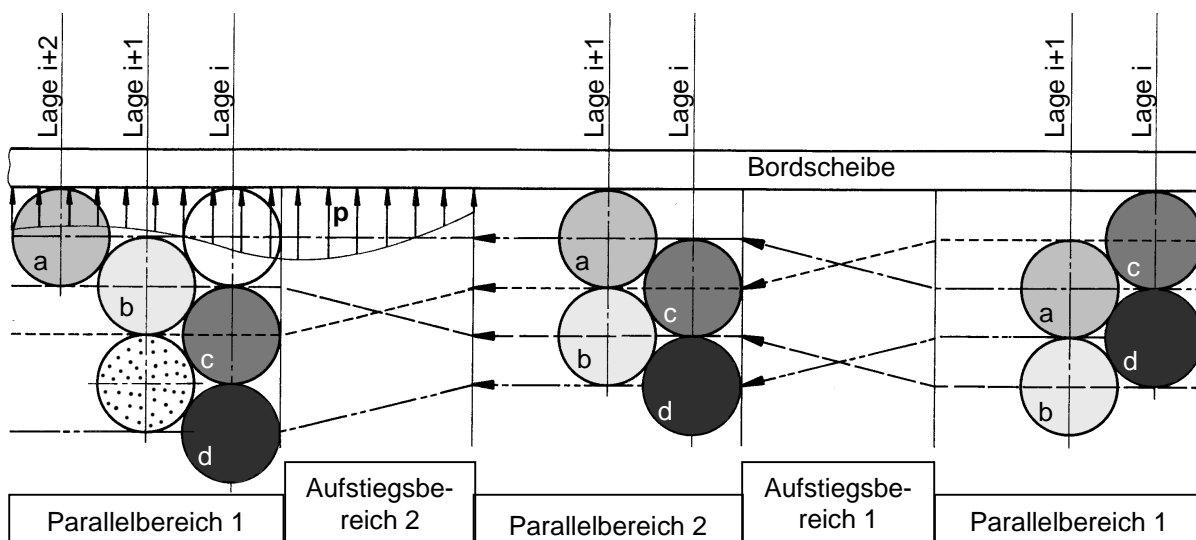 Lage i+2
Lage i+1
Lage i
Lage i+1
Lage i
Lage i+1
Lage i
Bordscheibe
p
a
b
c
d
a
b
c
d
a
b
c
d
Parallelbereich 1
Aufstiegsbe-
reich 2
Parallelbereich 2
Aufstiegsbe-
reich 1
Parallelbereich 1